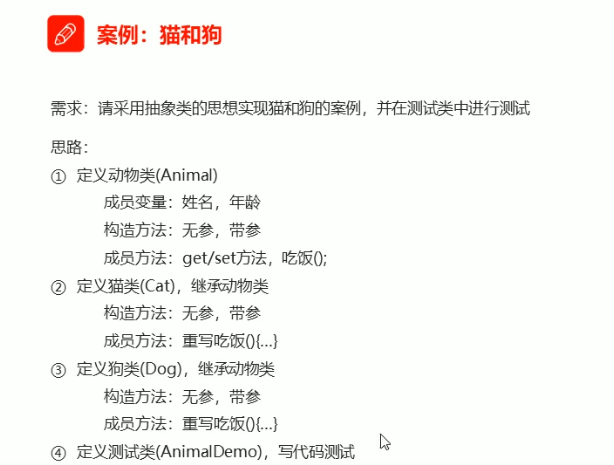 案例：猫和狗
需求：请采用抽象类的思想实现猫和狗的案例，并在测试类中进行测试
思路：
① 定义动物类(Animal)
成员变量：姓名，年龄
构造方法：无参，带参
成员方法：get/set方法，吃饭();
② 定义猫类(Cat)，继承动物类
构造方法：无参，带参
成员方法：重写吃饭(){...}
③ 定义狗类(Dog)，继承动物类
构造方法：无参，带参
成员方法：重写吃饭(){...}
④ 定义测试类(AnimalDemo)，写代码测试